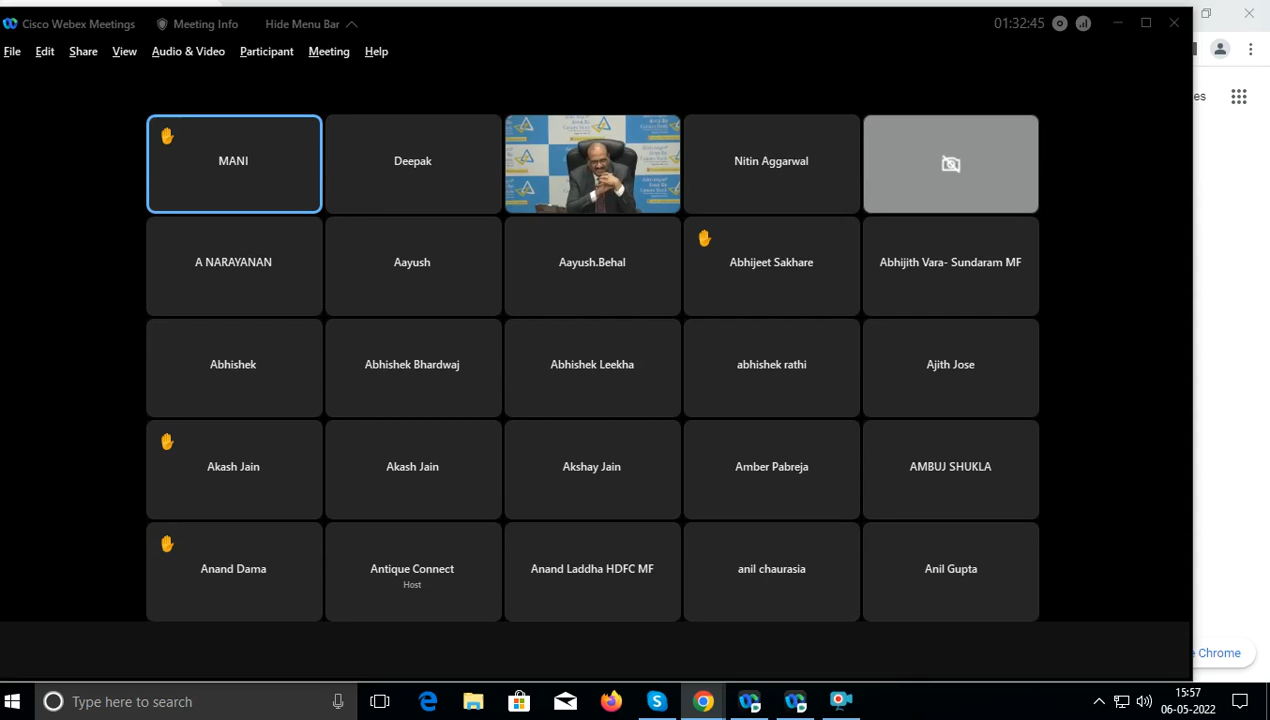 Cisco Webex Meetings Meeting Info Hide Menu Bar 01:32:45
File Edit Share View Audio & Video Participant Meeting Help
es
MANI Deepak Nitin Aggarwal
A NARAYANAN Aayush Aayush.Behal Abhijeet Sakhare Abhijith Vara- Sundaram MF
Abhishek Abhishek Bhardwaj Abhishek Leekha abhishek rathi Ajith Jose
Akash Jain Akash Jain Akshay Jain Amber Pabreja AMBUJ SHUKLA
Anand Dama Antique Connect Anand Laddha HDFC MF anil chaurasia Anil Gupta
Host
Chrome
Type here to search
15:57
06-05-2022